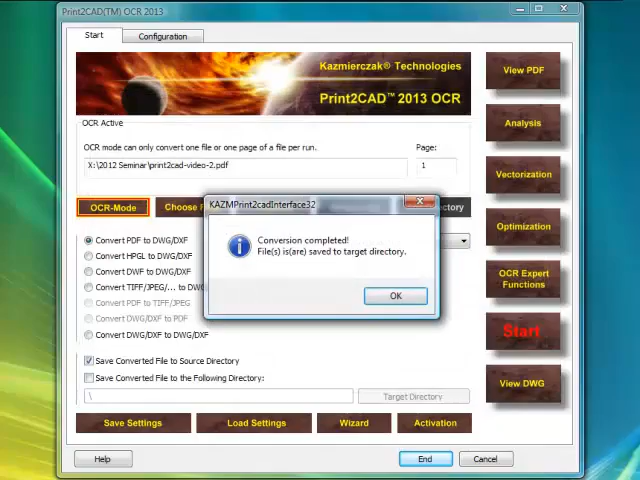 Print2CAD(TM) OCR 2013
Start
Configuration
Kazmierczak® Technologies
Print2CAD™ 2013 OCR
View PDF
Analysis
Vectorization
Optimization
OCR Expert
Functions
Start
View DWG
OCR Active
OCR mode can only convert one file or one page of a file per run.
Page:
X:\2012 Seminar\print2cad-video-2.pdf
1
OCR-Mode
Choose
KAZMPrint2cadInterface32
Conversion completed!
File(s) is(are) saved to target directory.
OK
Convert PDF to DWG/DXF
Convert HPGL to DWG/DXF
Convert DWF to DWG/DXF
Convert TIFF/JPEG/... to DWG
Convert PDF to TIFF/JPEG
Convert DWG/DXF to PDF
Convert DWG/DXF to DWG/DXF
Save Converted File to Source Directory
Save Converted File to the Following Directory:
\
Target Directory
Save Settings
Load Settings
Wizard
Activation
Help
End
Cancel